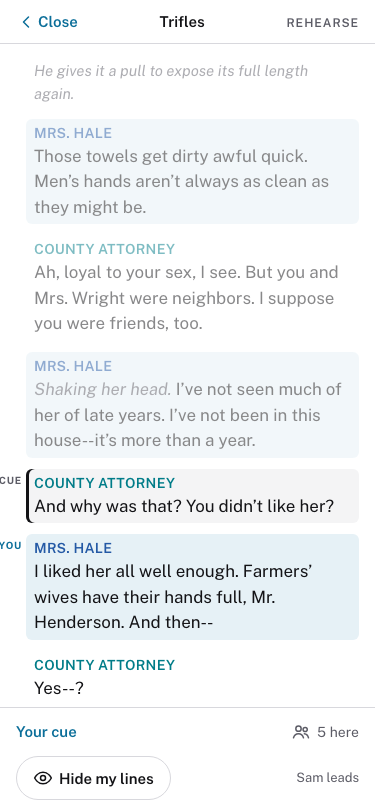 Close
Trifles
REHEARSE
He gives it a pull to expose its full length
again.
MRS. HALE
Those towels get dirty awful quick.
Men’s hands aren’t always as clean as
they might be.
COUNTY ATTORNEY
Ah, loyal to your sex, I see. But you and
Mrs. Wright were neighbors. I suppose
you were friends, too.
MRS. HALE
Shaking her head. I’ve not seen much of
her of late years. I’ve not been in this
house--it’s more than a year.
CUE
COUNTY ATTORNEY
And why was that? You didn’t like her?
YOU
MRS. HALE
I liked her all well enough. Farmers’
wives have their hands full, Mr.
Henderson. And then--
COUNTY ATTORNEY
Yes--?
Your cue
5 here
Hide my lines
Sam leads